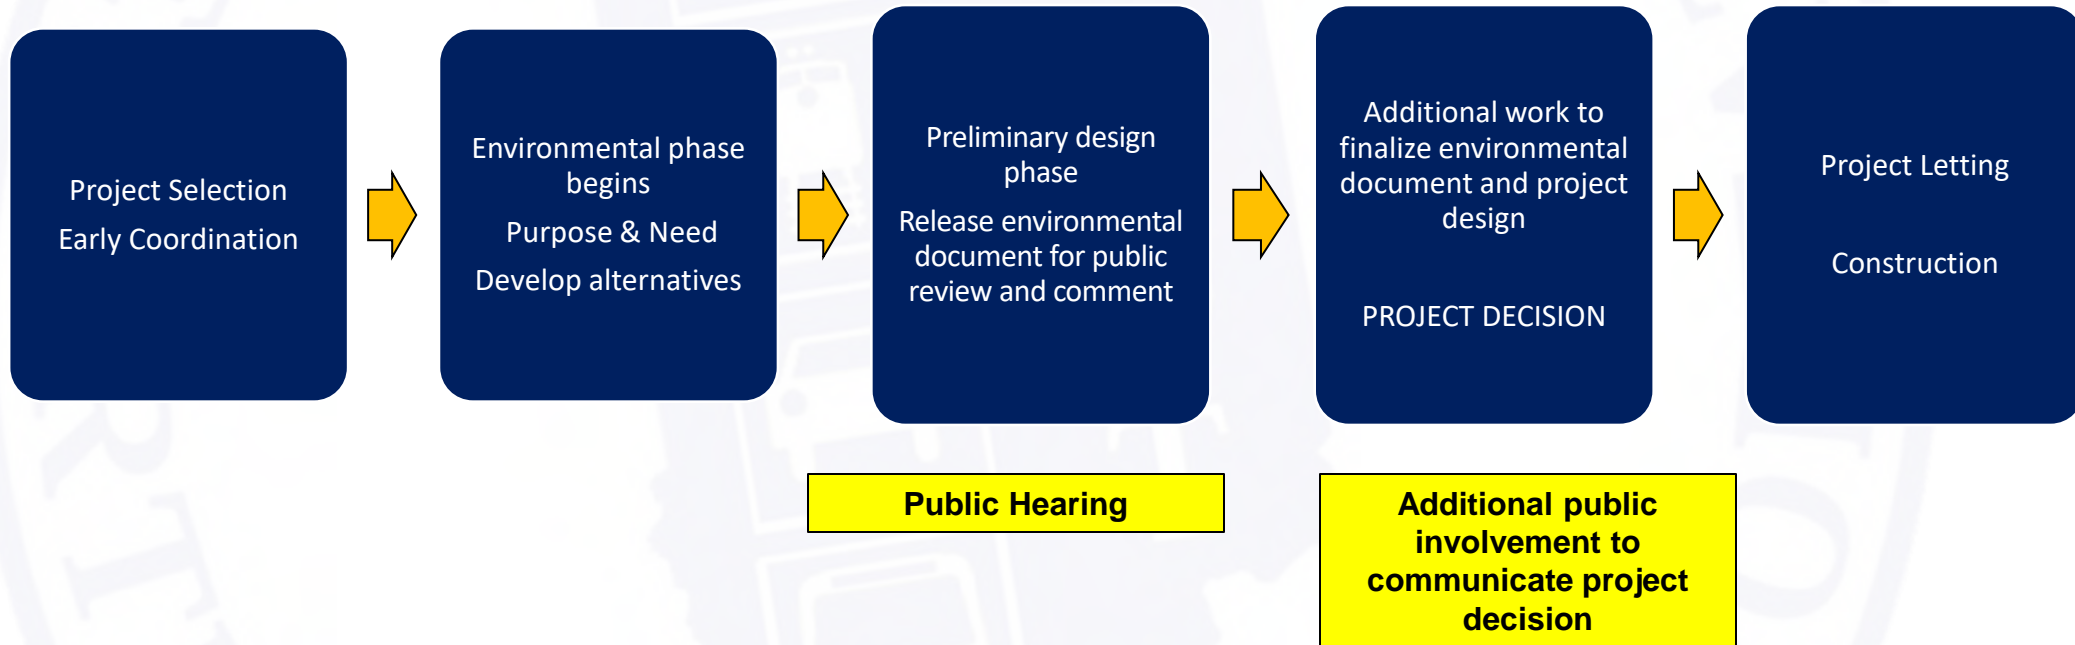 Project Selection
Early Coordination
Environmental phase
begins
Purpose & Need
Develop alternatives
Preliminary design
phase
Release environmental
document for public
review and comment
Additional work to
finalize environmental
document and project
design
PROJECT DECISION
Project Letting
Construction
Public Hearing
Additional public
involvement to
communicate project
decision